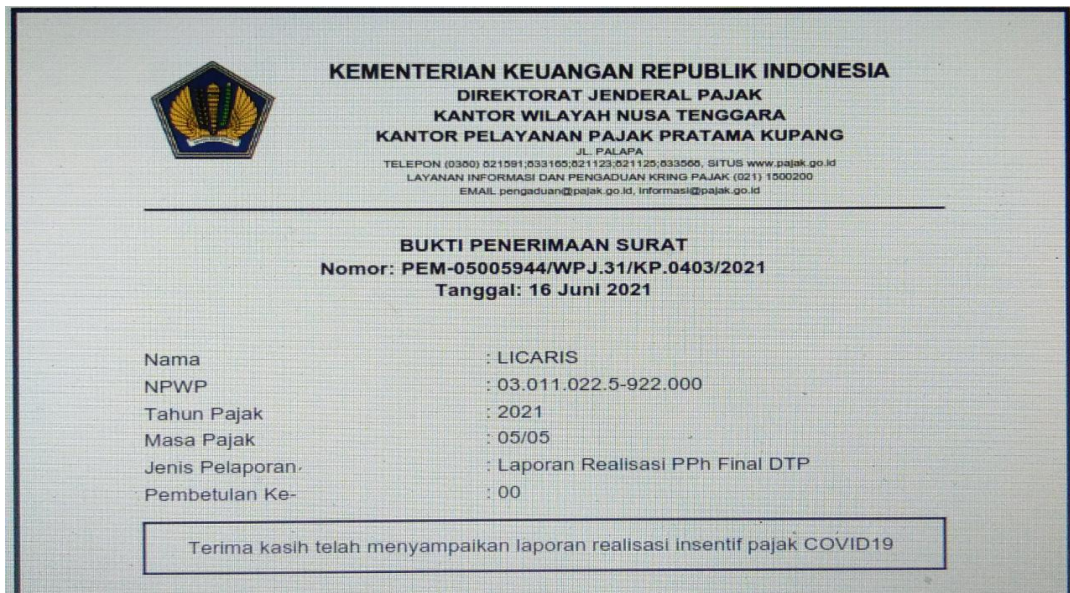 KEMENTERIAN KEUANGAN REPUBLIK INDONESIA
DIREKTORAT JENDERAL PAJAK
KANTOR WILAYAH NUSA TENGGARA
KANTOR PELAYANAN PAJAK PRATAMA KUPANG
JL. PALAPA
TELEPON (0380) 821591;833165;821123;821125;833568, SITUS www.pajak.go.id
LAYANAN INFORMASI DAN PENGADUAN KRING PAJAK (021) 1500200
EMAIL pengaduan@pajak.go.id, informasi@pajak.go.id
BUKTI PENERIMAAN SURAT
Nomor: PEM-05005944/WPJ.31/KP.0403/2021
Tanggal: 16 Juni 2021
Nama : LICARIS
NPWP : 03.011.022.5-922.000
Tahun Pajak : 2021
Masa Pajak : 05/05
Jenis Pelaporan : Laporan Realisasi PPh Final DTP
Pembetulan Ke- : 00
Terima kasih telah menyampaikan laporan realisasi insentif pajak COVID19